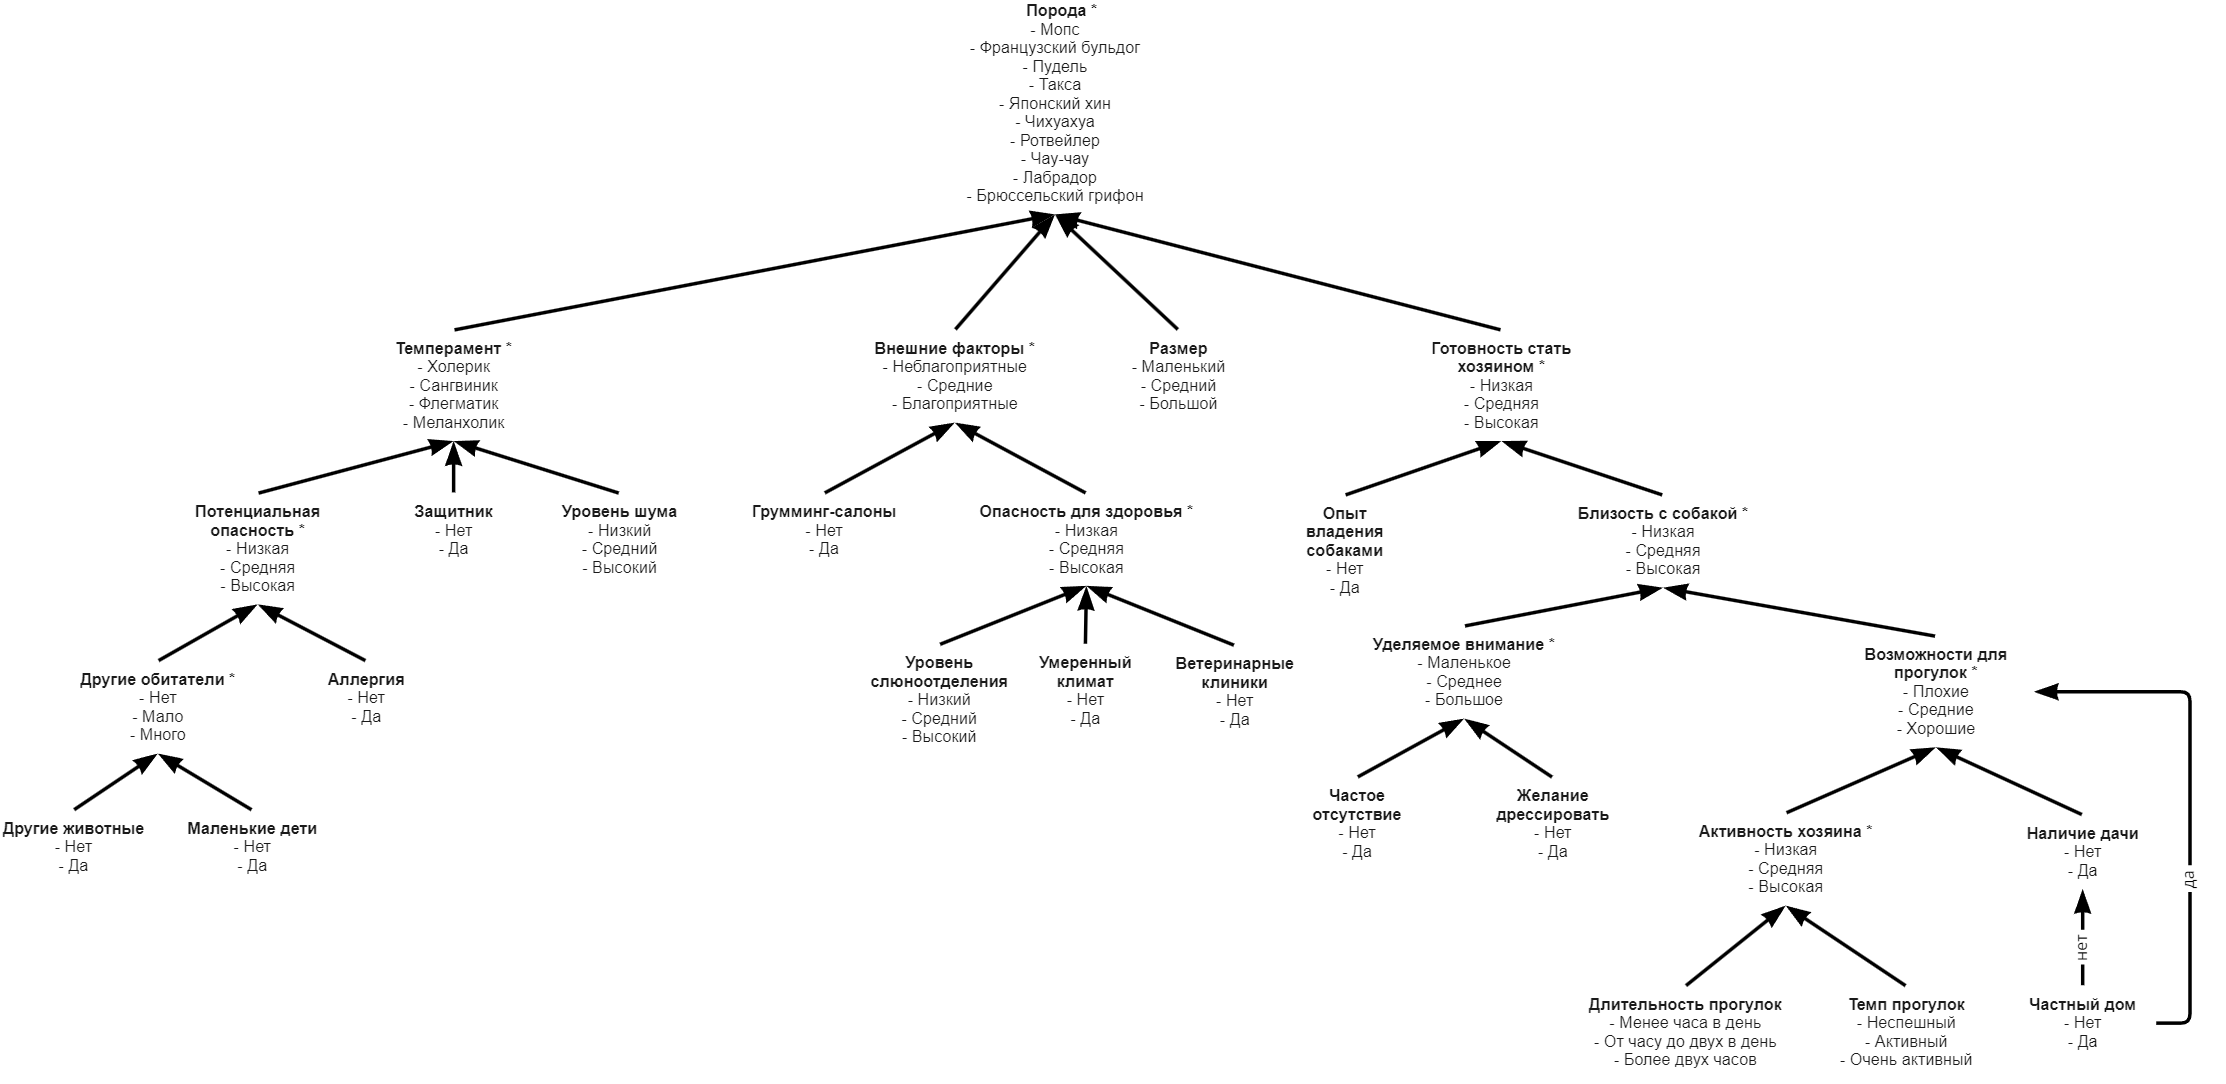 Порода *
- Мопс
- Французский бульдог
- Пудель
- Такса
- Японский хин
- Чихуахуа
- Ротвейлер
- Чау-чау
- Лабрадор
- Брюссельский грифон
Темперамент *
- Холерик
- Сангвиник
- Флегматик
- Меланхолик
Внешние факторы *
- Неблагоприятные
- Средние
- Благоприятные
Размер
- Маленький
- Средний
- Большой
Готовность стать
хозяином *
- Низкая
- Средняя
- Высокая
Потенциальная
опасность *
- Низкая
- Средняя
- Высокая
Защитник
- Нет
- Да
Уровень шума
- Низкий
- Средний
- Высокий
Грумминг-салоны
- Нет
- Да
Опасность для здоровья *
- Низкая
- Средняя
- Высокая
Опыт
владения
собаками
- Нет
- Да
Близость с собакой *
- Низкая
- Средняя
- Высокая
Другие обитатели *
- Нет
- Мало
- Много
Аллергия
- Нет
- Да
Уровень
слюноотделения
- Низкий
- Средний
- Высокий
Умеренный
климат
- Нет
- Да
Ветеринарные
клиники
- Нет
- Да
Уделяемое внимание *
- Маленькое
- Среднее
- Большое
Возможности для
прогулок *
- Плохие
- Средние
- Хорошие
Другие животные
- Нет
- Да
Маленькие дети
- Нет
- Да
Частое
отсутствие
- Нет
- Да
Желание
дрессировать
- Нет
- Да
Активность хозяина *
- Низкая
- Средняя
- Высокая
Наличие дачи
- Нет
- Да
да
нет
Длительность прогулок
- Менее часа в день
- От часу до двух в день
- Более двух часов
Темп прогулок
- Неспешный
- Активный
- Очень активный
Частный дом
- Нет
- Да